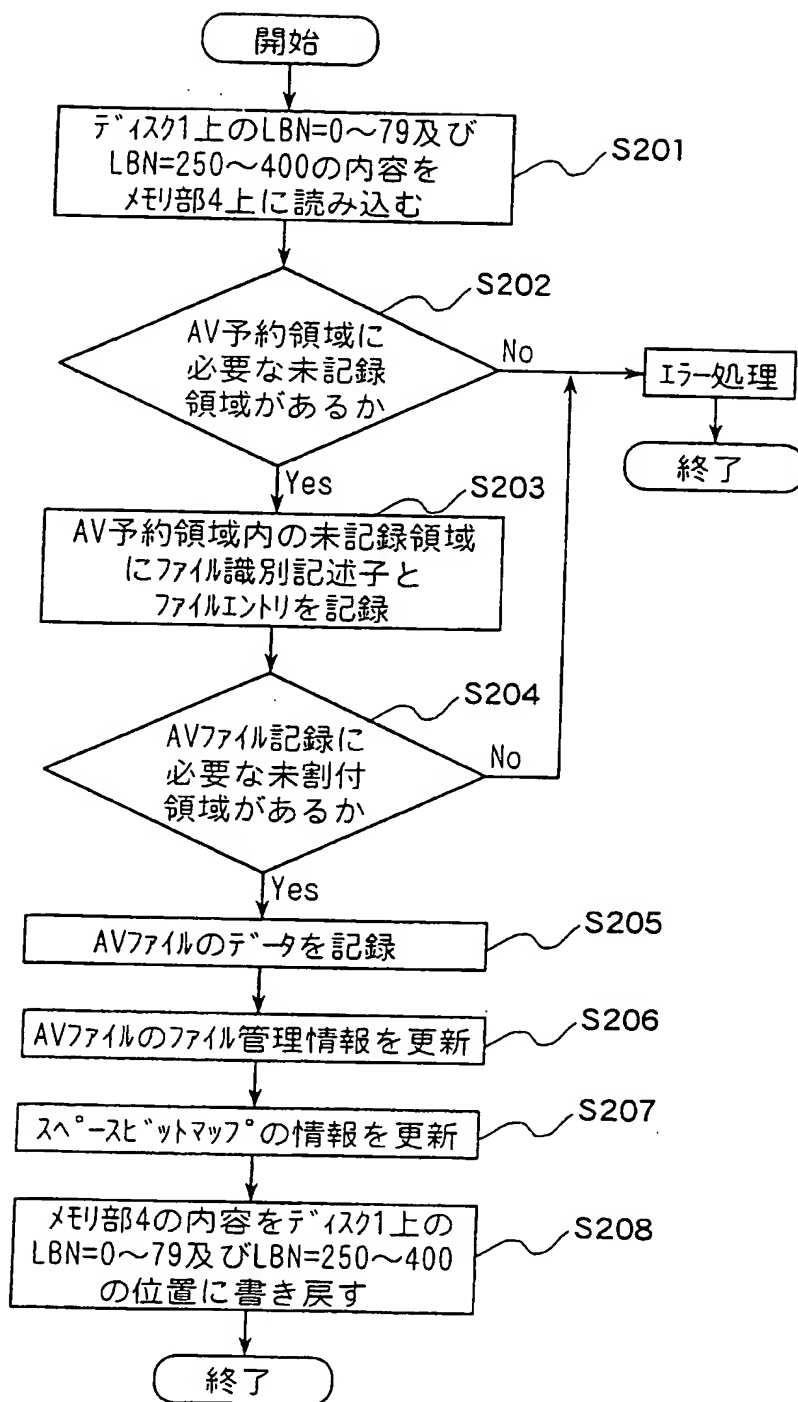 開始
ディスク1上のLBN=0〜79及び
LBN=250〜400の内容を
メモリ部4上に読み込む
S201
S202
AV予約領域に
必要な未記録
領域があるか
No
エラー処理
終了
Yes
S203
AV予約領域内の未記録領域
にファイル識別記述子と
ファイルエントリを記録
S204
AVファイル記録に
必要な未割付
領域があるか
No
Yes
AVファイルのデータを記録
S205
AVファイルのファイル管理情報を更新
S206
スペースビットマップの情報を更新
S207
メモリ部4の内容をディスク1上の
LBN=0〜79及びLBN=250〜400
の位置に書き戻す
S208
終了